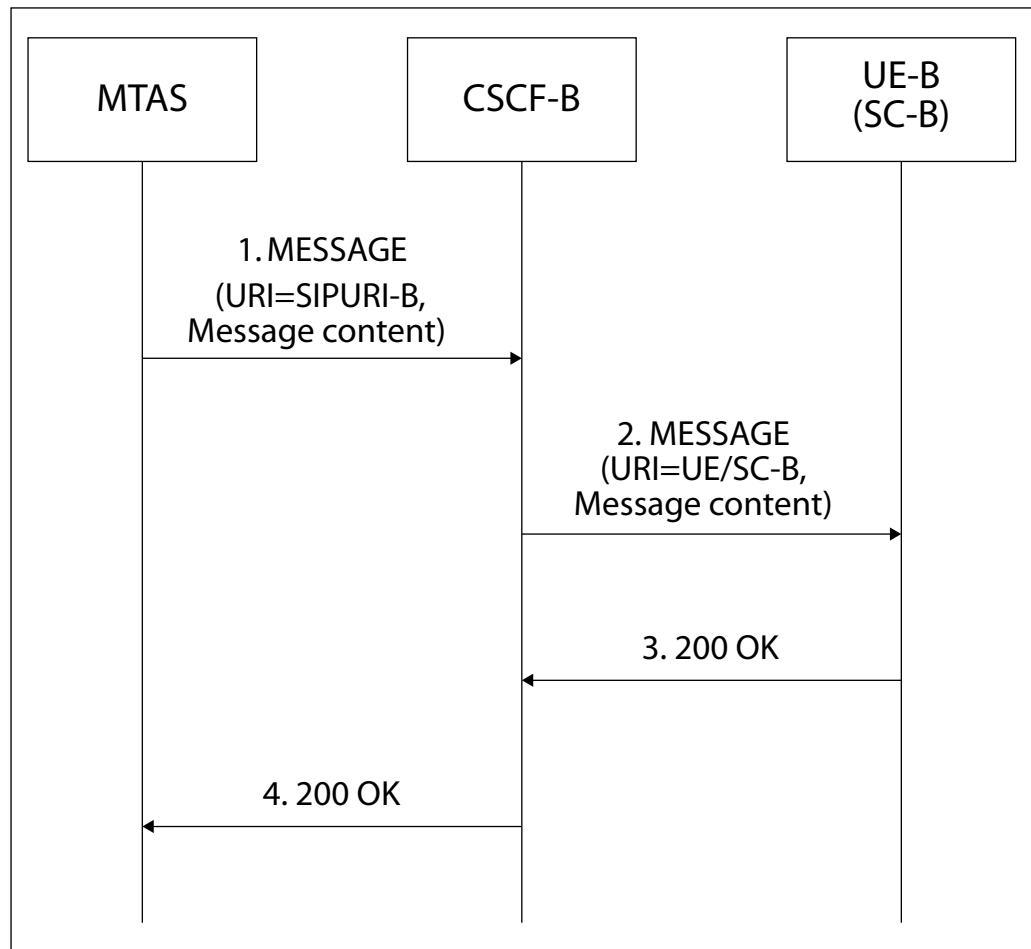 MTAS
CSCF-B
UE-B
(SC-B)
1. MESSAGE
(URI=SIPURI-B,
Message content)
2. MESSAGE
(URI=UE/SC-B,
Message content)
3. 200 OK
4. 200 OK